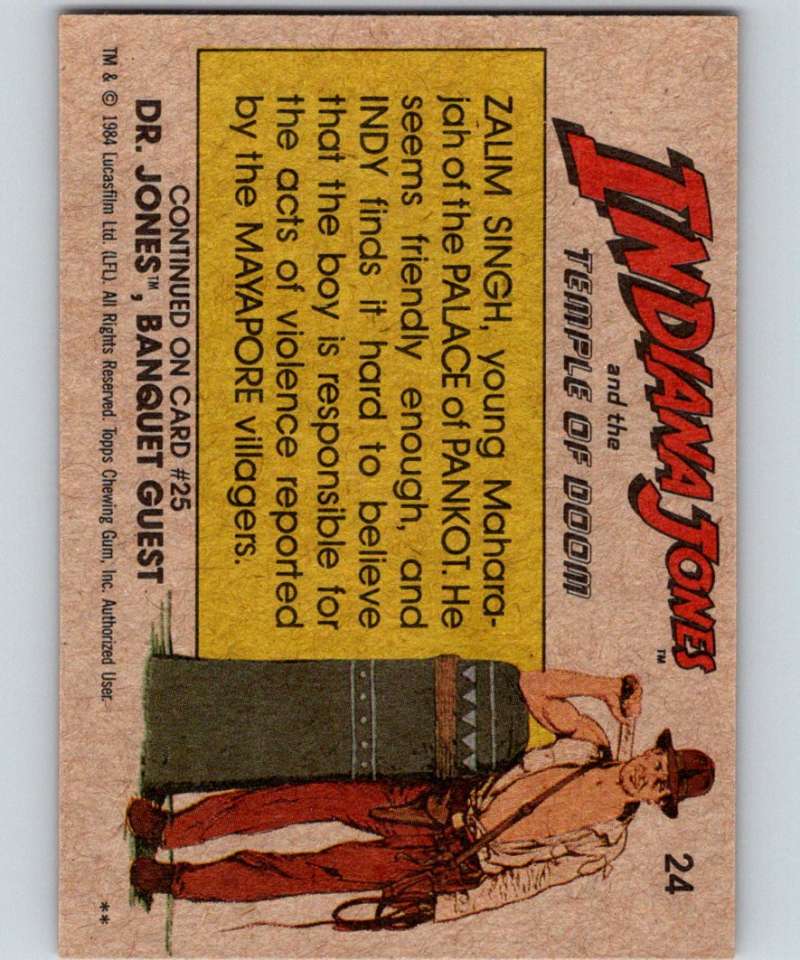 INDIANA JONES™
and the
TEMPLE OF DOOM
24
ZALIM SINGH, young Mahara-
jah of the PALACE of PANKOT. He
seems friendly enough, and
INDY finds it hard to believe
that the boy is responsible for
the acts of violence reported
by the MAYAPORE villagers.
CONTINUED ON CARD #25
DR. JONES™, BANQUET GUEST
TM & © 1984 Lucasfilm Ltd. (LFL). All Rights Reserved. Topps Chewing Gum, Inc. Authorized User.
**